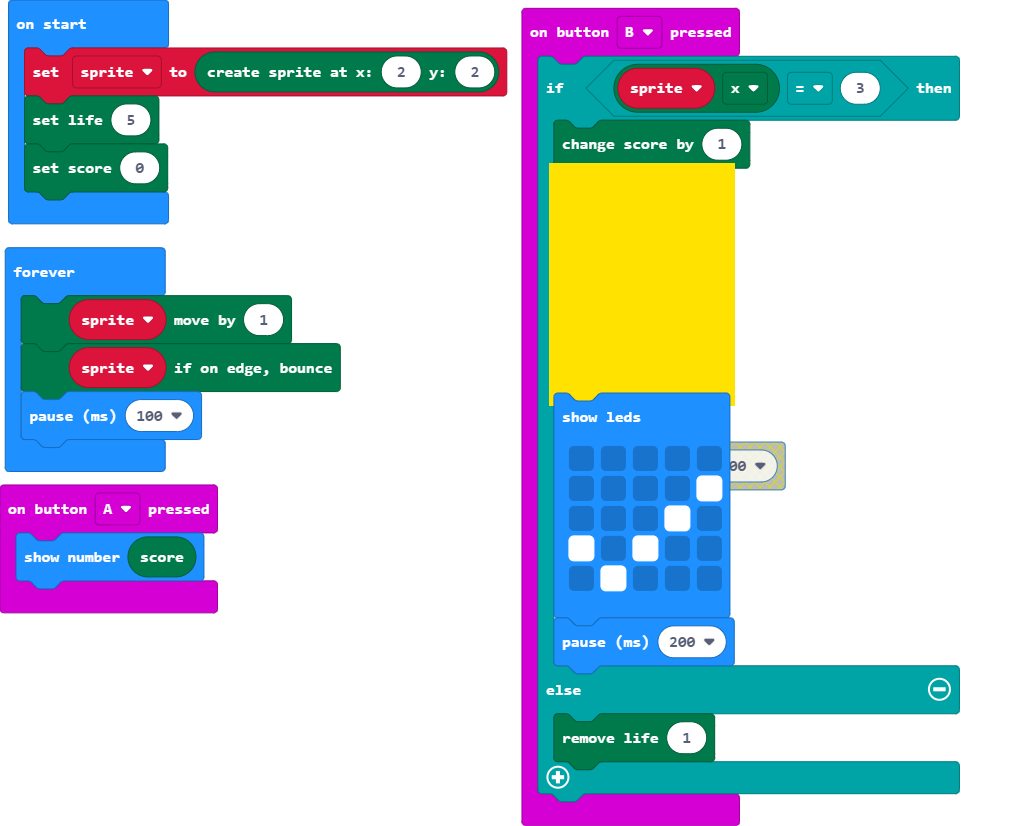 on start
set sprite to create sprite at x: 2 y: 2
set life 5
set score 0
forever
sprite move by 1
sprite if on edge, bounce
pause (ms) 100
on button A pressed
show number score
on button B pressed
if sprite x = 3 then
change score by 1
show leds
pause (ms) 200
else
remove life 1